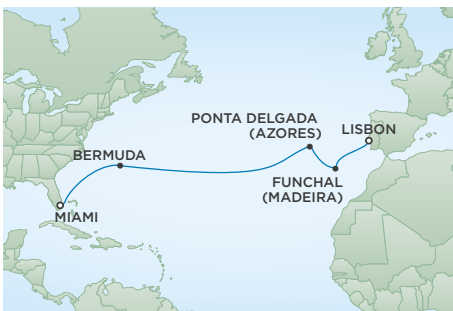 PONTA DELGADA
(AZORES)
LISBON
BERMUDA
FUNCHAL
(MADEIRA)
MIAMI